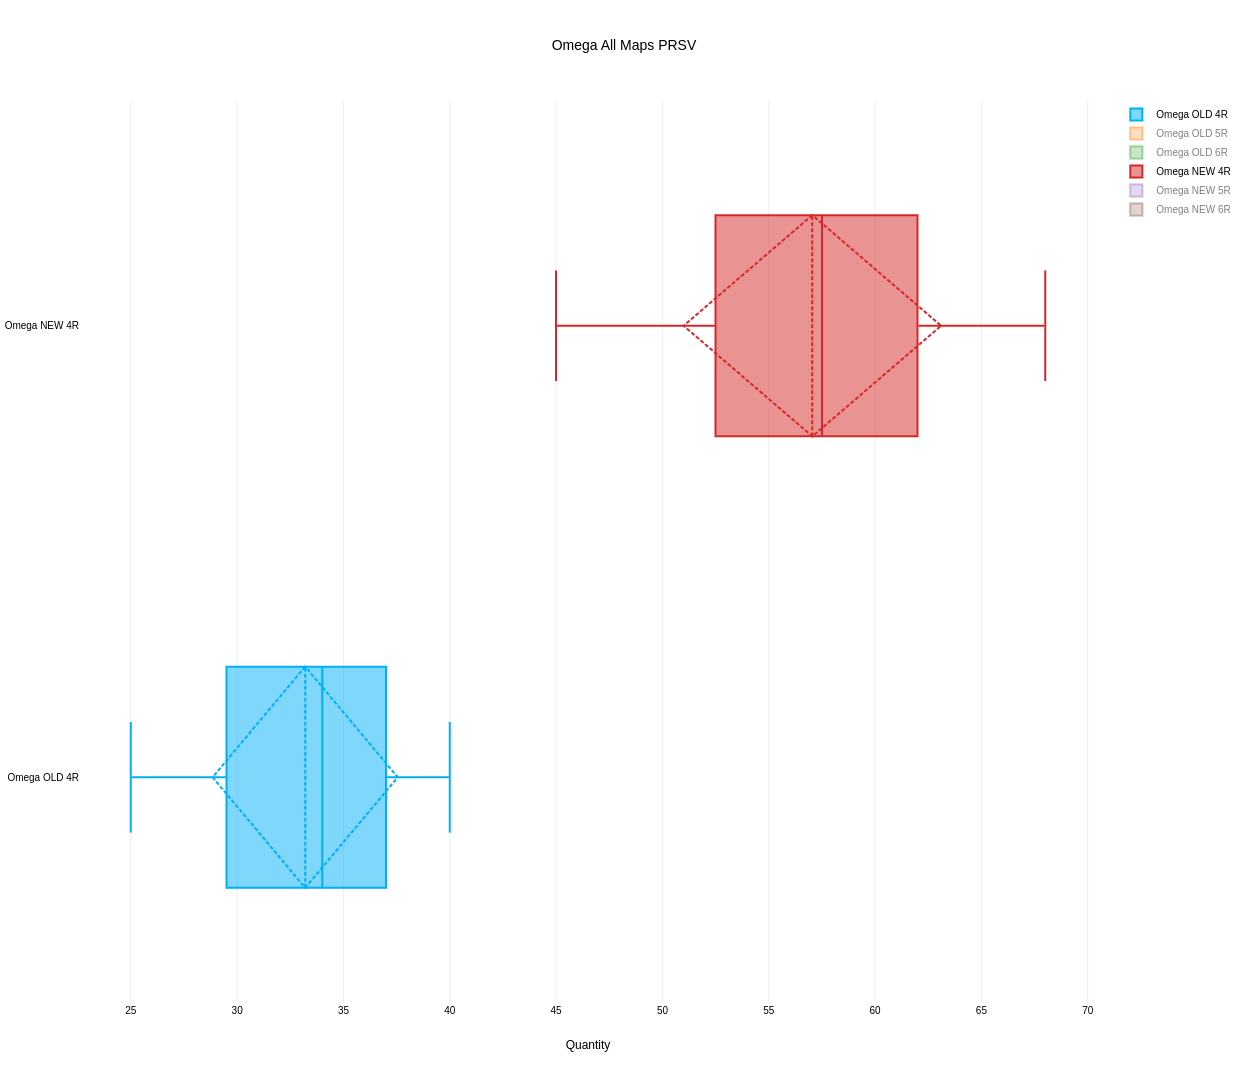 Omega All Maps PRSV
Omega OLD 4R
Omega OLD 5R
Omega OLD 6R
Omega NEW 4R
Omega NEW 5R
Omega NEW 6R
Omega NEW 4R
Omega OLD 4R
25 30 35 40 45 50 55 60 65 70
Quantity